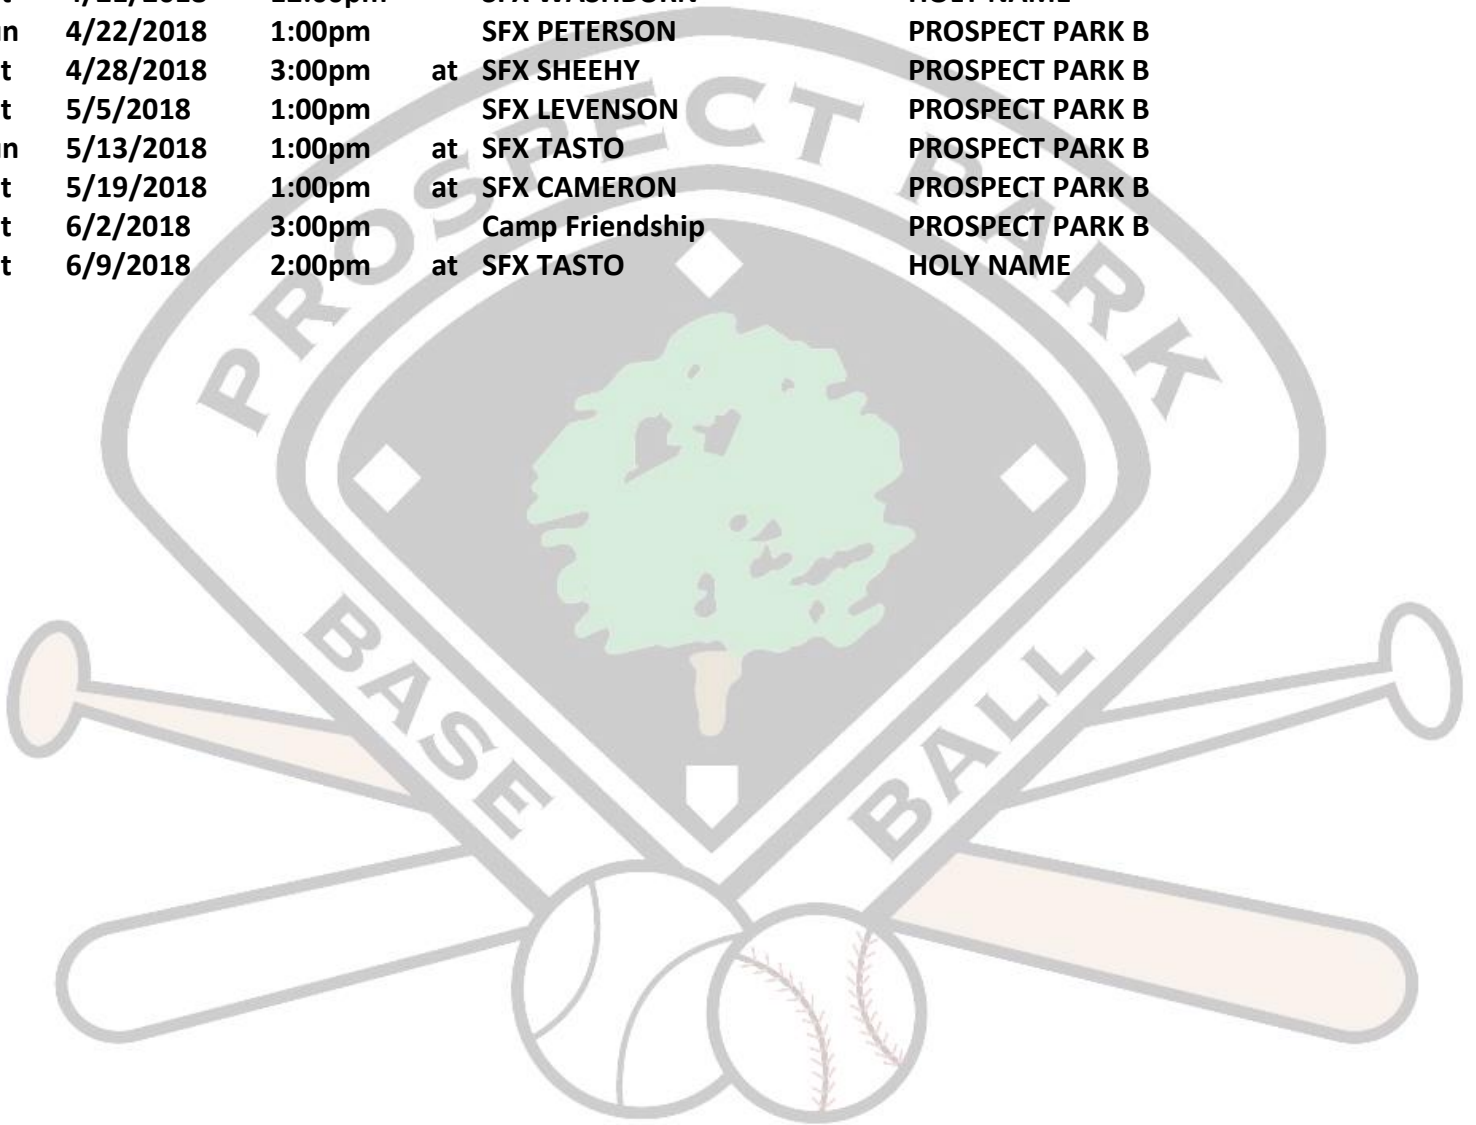 n 4/22/2018 1:00pm SFX PETERSON PROSPECT PARK B
t 4/28/2018 3:00pm at SFX SHEEHY PROSPECT PARK B
t 5/5/2018 1:00pm SFX LEVENSON PROSPECT PARK B
n 5/13/2018 1:00pm at SFX TASTO PROSPECT PARK B
t 5/19/2018 1:00pm at SFX CAMERON PROSPECT PARK B
t 6/2/2018 3:00pm Camp Friendship PROSPECT PARK B
t 6/9/2018 2:00pm at SFX TASTO HOLY NAME
PROSPECT PARK
BASE BALL